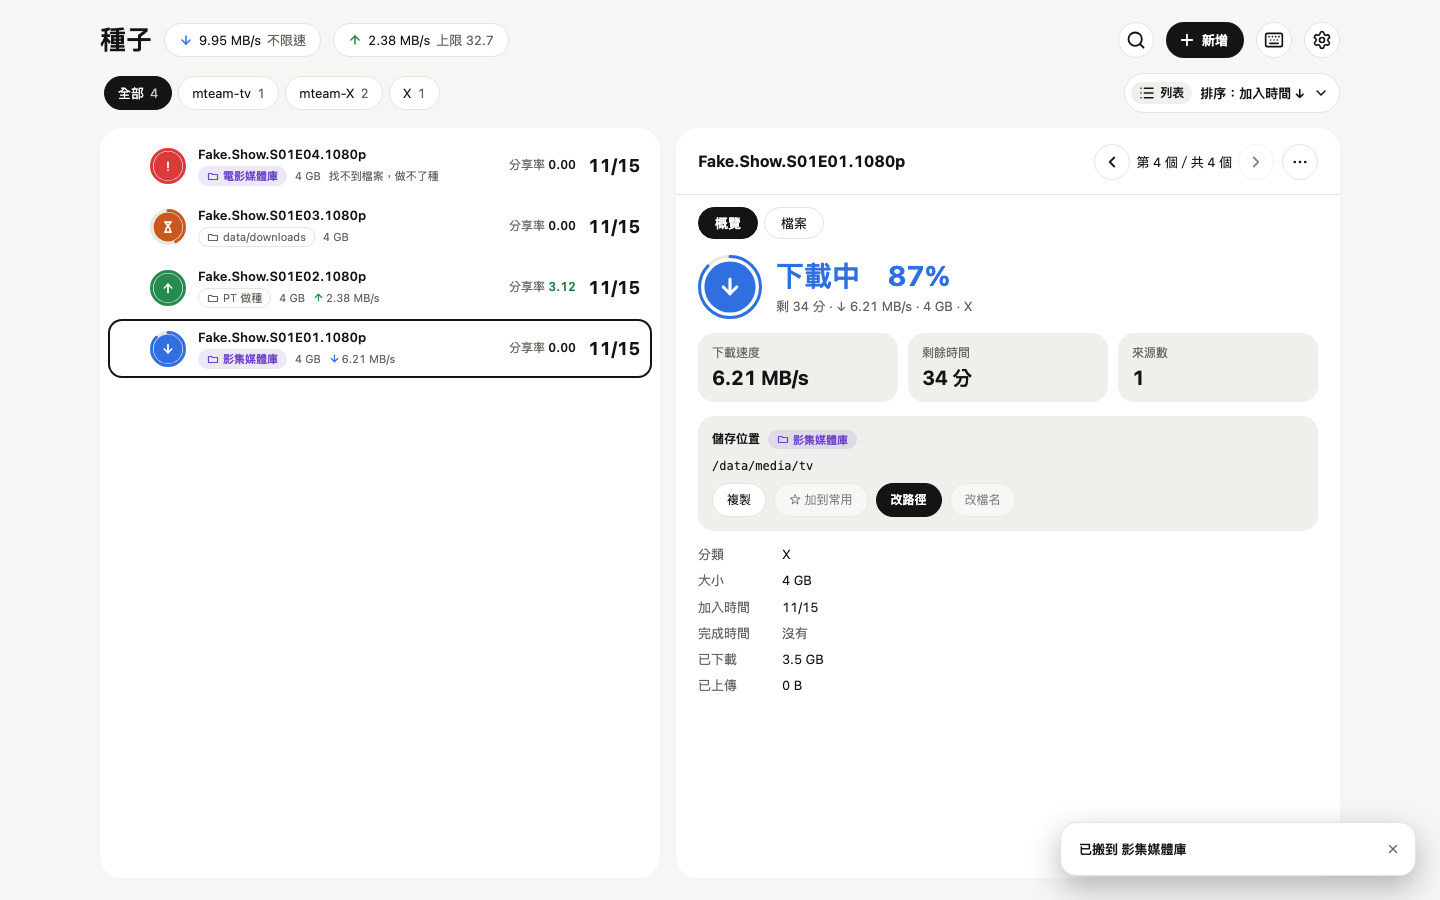 種子
9.95 MB/s 不限速
2.38 MB/s 上限 32.7
新增
全部 4
mteam-tv 1
mteam-X 2
X 1
列表
排序：加入時間
Fake.Show.S01E04.1080p
電影媒體庫 4 GB 找不到檔案，做不了種
分享率 0.00
11/15
Fake.Show.S01E03.1080p
data/downloads 4 GB
分享率 0.00
11/15
Fake.Show.S01E02.1080p
PT 做種 4 GB 2.38 MB/s
分享率 3.12
11/15
Fake.Show.S01E01.1080p
影集媒體庫 4 GB 6.21 MB/s
分享率 0.00
11/15
Fake.Show.S01E01.1080p
第 4 個 / 共 4 個
概覽
檔案
下載中 87%
剩 34 分 · ↓ 6.21 MB/s · 4 GB · X
下載速度
6.21 MB/s
剩餘時間
34 分
來源數
1
儲存位置 影集媒體庫
/data/media/tv
複製
加到常用
改路徑
改檔名
分類 X
大小 4 GB
加入時間 11/15
完成時間 沒有
已下載 3.5 GB
已上傳 0 B
已搬到 影集媒體庫